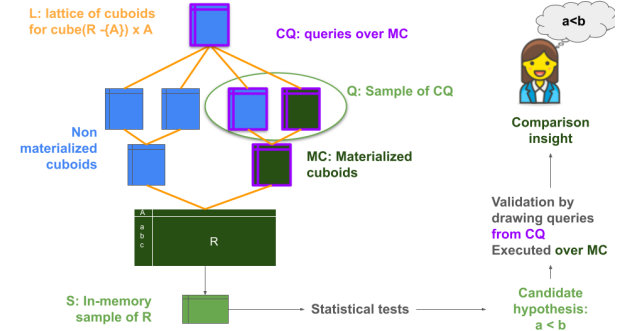 L: lattice of cuboids
for cube(R -{A}) x A
CQ: queries over MC
a<b
Q: Sample of CQ
Comparison
insight
Non
materialized
cuboids
MC: Materialized
cuboids
A
a
b
c
R
Validation by
drawing queries
from CQ
Executed over MC
S: In-memory
sample of R
Statistical tests
Candidate
hypothesis:
a < b